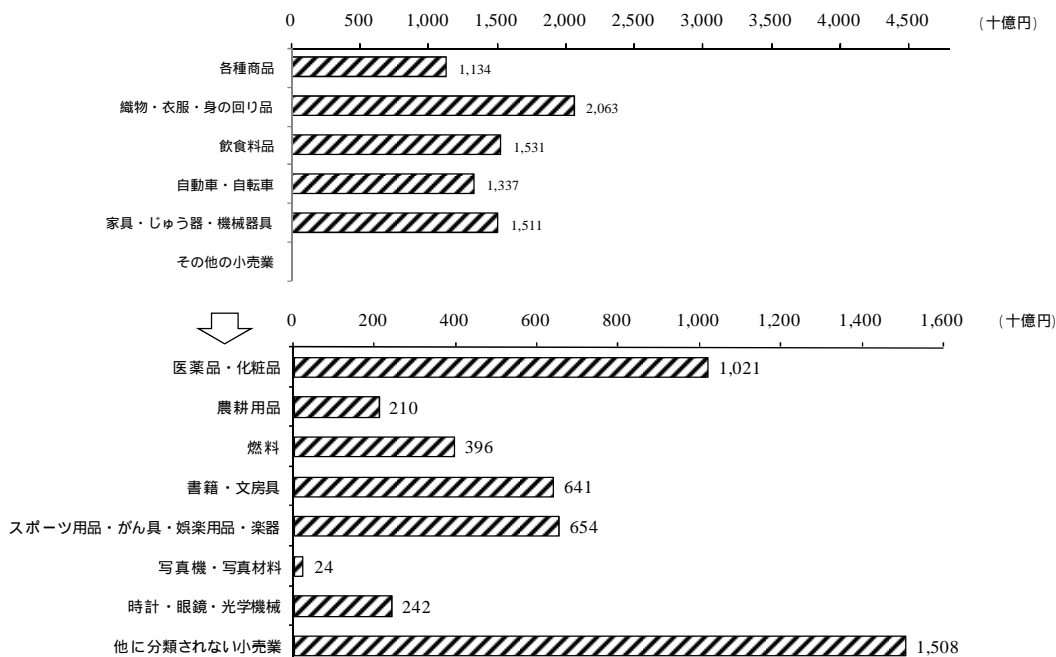 0 500 1,000 1,500 2,000 2,500 3,000 3,500 4,000 4,500 (十億円)
各種商品 1,134
織物・衣服・身の回り品 2,063
飲食料品 1,531
自動車・自転車 1,337
家具・じゅう器・機械器具 1,511
その他の小売業
0 200 400 600 800 1,000 1,200 1,400 1,600 (十億円)
医薬品・化粧品 1,021
農耕用品 210
燃料 396
書籍・文房具 641
スポーツ用品・がん具・娯楽用品・楽器 654
写真機・写真材料 24
時計・眼鏡・光学機械 242
他に分類されない小売業 1,508